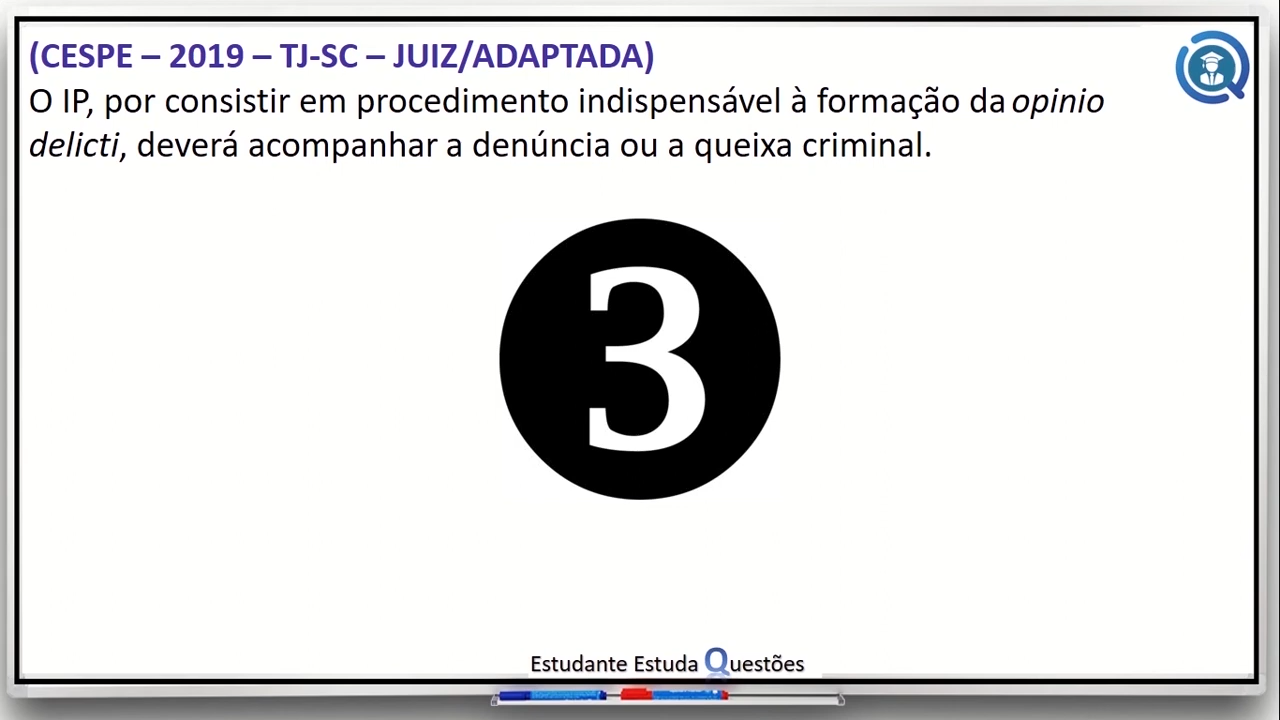 (CESPE – 2019 – TJ-SC – JUIZ/ADAPTADA)
O IP, por consistir em procedimento indispensável à formação da opinio
delicti, deverá acompanhar a denúncia ou a queixa criminal.
3
Estudante Estuda Questões